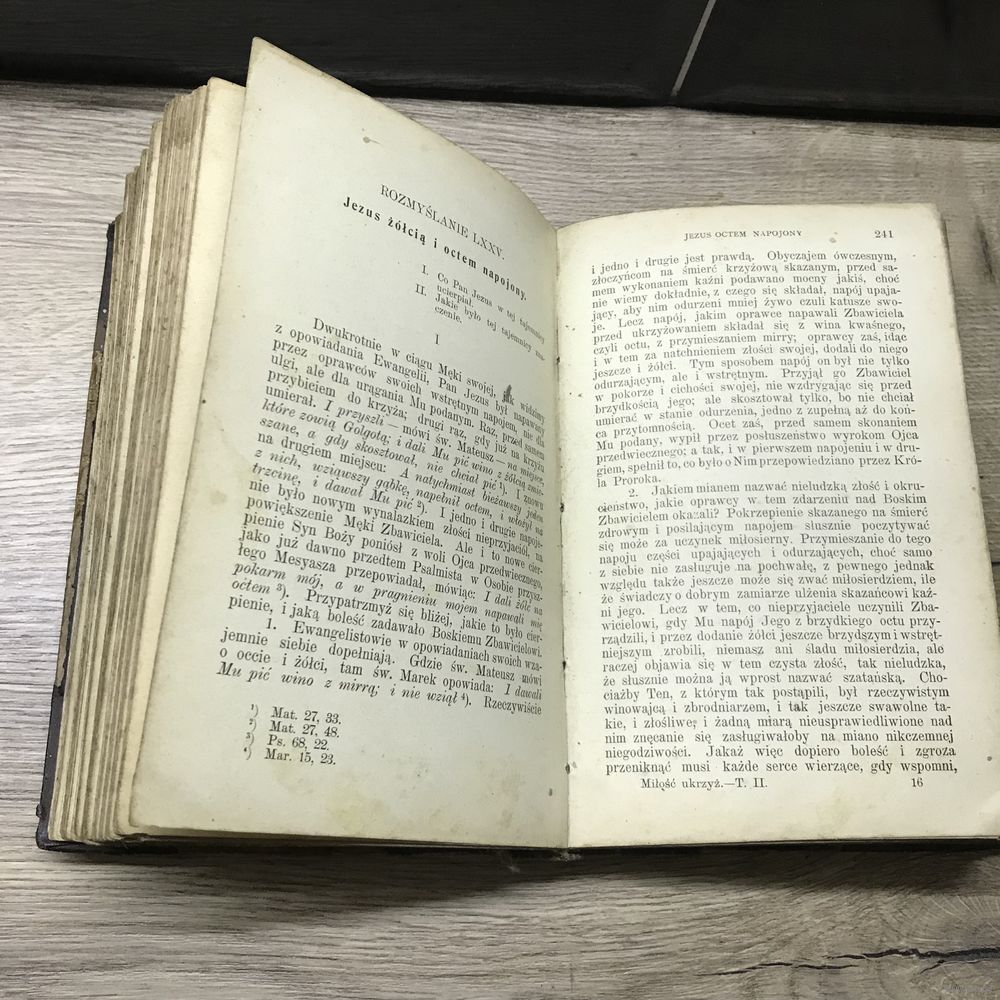 ROZMYŚLANIE LXXV.
Jezus żółcią i octem napojony.
I. Co Pan Jezus w tej tajemnicy
ucierpiał.
II. Jakie było tej tajemnicy zna-
czenie.
I
Dwukrotnie w ciągu Męki swojej, jak widzimy
z opowiadania Ewangelii, Pan Jezus był napawany
przez oprawców swoich wstrętnym napojem, nie dla
ulgi, ale dla urągania Mu podanym. Raz, przed samem
przybiciem do krzyża; drugi raz, gdy już na krzyżu
umierał. I przyszli — mówi św. Mateusz — na miejsce,
które zowią Golgotą; i dali Mu pić wino z żółcią zmie-
szane, a gdy skosztował, nie chciał pić ¹). I znowu
na drugiem miejscu: A natychmiast bieżawszy jeden
z nich, wziąwszy gąbkę, napełnił octem, i włożył na
trzcinę, i dawał Mu pić ²). I jedno i drugie napoje-
nie było nowym wynalazkiem złości nieprzyjaciół, na
powiększenie Męki Zbawiciela. Ale i to nowe cier-
pienie Syn Boży poniósł z woli Ojca przedwiecznego,
jako już dawno przedtem Psalmista w Osobie przysz-
łego Mesyasza przepowiadał, mówiąc: I dali żółć na
pokarm mój, a w pragnieniu mojem napawali mię
octem ³). Przypatrzmyż się bliżej, jakie to było cier-
pienie, i jaką boleść zadawało Boskiemu Zbawicielowi.
1. Ewangelistowie w opowiadaniach swoich wza-
jemnie siebie dopełniają. Gdzie św. Mateusz mówi
o occie i żółci, tam św. Marek opowiada: I dawali
Mu pić wino z mirrą; i nie wziął ⁴). Rzeczywiście
¹) Mat. 27, 33.
²) Mat. 27, 48.
³) Ps. 68, 22.
⁴) Mar. 15, 23.
JEZUS OCTEM NAPOJONY 241
i jedno i drugie jest prawdą. Obyczajem ówczesnym,
złoczyńcom na śmierć krzyżową skazanym, przed sa-
mem wykonaniem kaźni podawano mocny jakiś, choć
nie wiemy dokładnie, z czego się składał, napój upaja-
jący, aby nim odurzeni mniej żywo czuli katusze swo-
je. Lecz napój, jakim oprawce napawali Zbawiciela
przed ukrzyżowaniem składał się z wina kwaśnego,
czyli octu, z przymieszaniem mirry; oprawcy zaś, idąc
i w tem za natchnieniem złości swojej, dodali do niego
jeszcze i żółci. Tym sposobem napój on był nie tylko
odurzającym, ale i wstrętnym. Przyjął go Zbawiciel
w pokorze i cichości swojej, nie wzdrygając się przed
brzydkością jego; ale skosztował tylko, bo nie chciał
umierać w stanie odurzenia, jedno z zupełną aż do koń-
ca przytomnością. Ocet zaś, przed samem skonaniem
Mu podany, wypił przez posłuszeństwo wyrokom Ojca
przedwiecznego; a tak, i w pierwszem napojeniu i w dru-
giem, spełnił to, co było o Nim przepowiedziano przez Kró-
la Proroka.
2. Jakiem mianem nazwać nieludzką złość i okru-
cieństwo, jakie oprawcy w tem zdarzeniu nad Boskim
Zbawicielem okazali? Pokrzepienie skazanego na śmierć
zdrowym i posilającym napojem słusznie poczytywać
się może za uczynek miłosierny. Przymieszanie do tego
napoju części upajających i odurzających, choć samo
z siebie nie zasługuje na pochwałę, z pewnego jednak
względu także jeszcze może się zwać miłosierdziem, ile
że świadczy o dobrym zamiarze ulżenia skazańcowi kaź-
ni jego. Lecz w tem, co nieprzyjaciele uczynili Zba-
wicielowi, gdy Mu napój Jego z brzydkiego octu przy-
rządzili, i przez dodanie żółci jeszcze brzydszym i wstręt-
niejszym zrobili, niemasz ani śladu miłosierdzia, ale
raczej objawia się w tem czysta złość, tak nieludzka,
że słusznie można ją wprost nazwać szatańską. Cho-
ciażby Ten, z którym tak postąpili, był rzeczywistym
winowajcą i zbrodniarzem, i tak jeszcze swawolne ta-
kie, i złośliwe, i żadną miarą nieusprawiedliwione nad
nim znęcanie się zasługiwałoby na miano nikczemnej
niegodziwości. Jakaż więc dopiero boleść i zgroza
przeniknąć musi każde serce wierzące, gdy wspomni,
Miłość ukrzyż.—T. II. 16